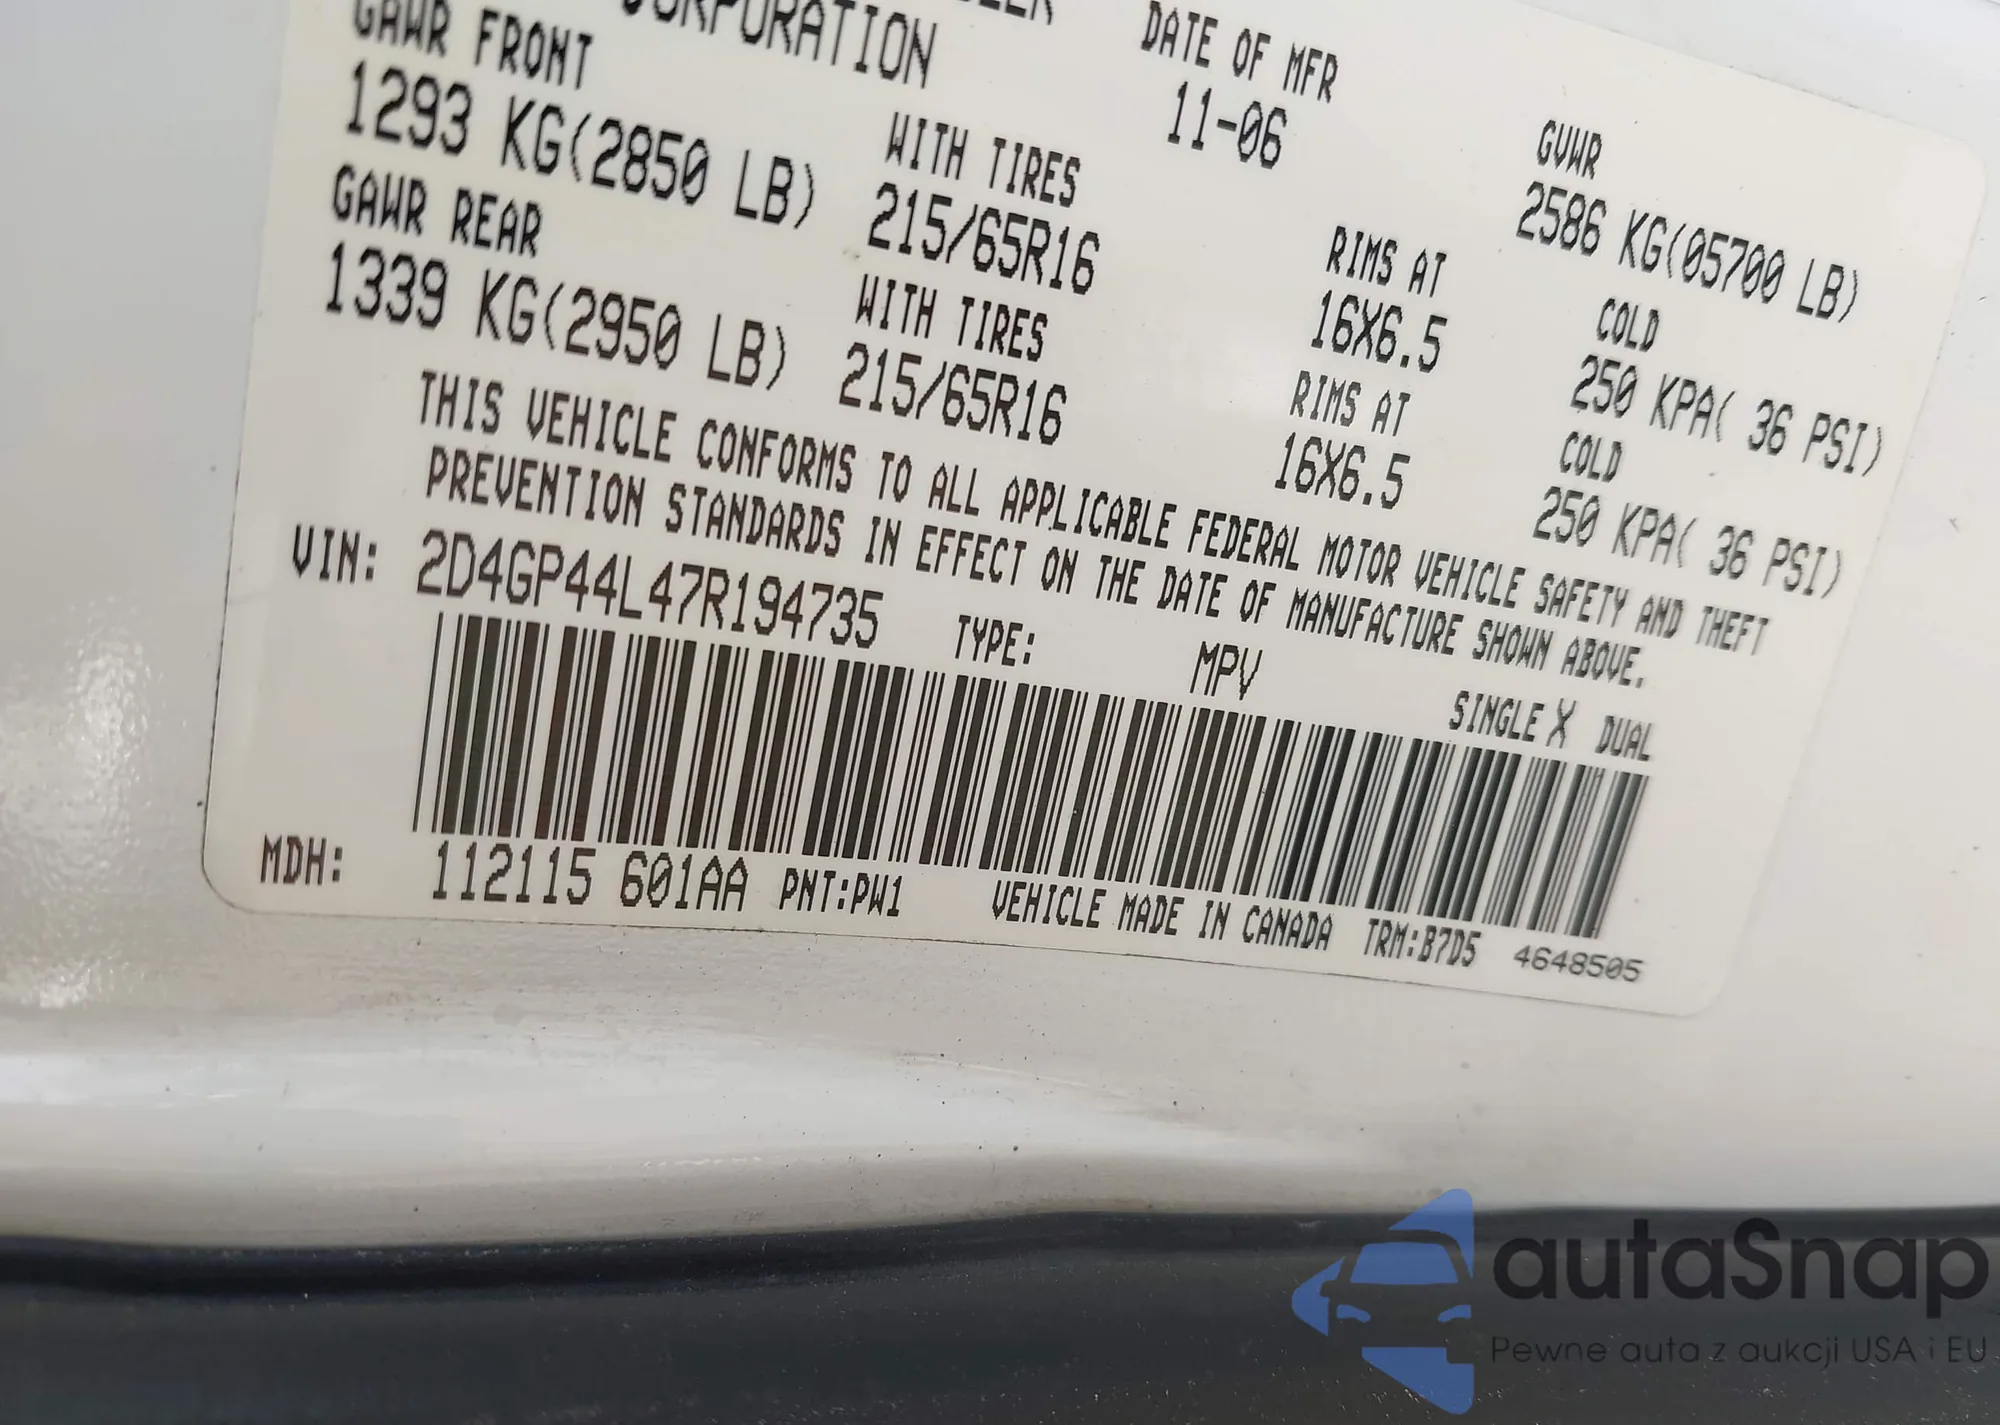 CORPORATION
DATE OF MFR
GVWR
GAWR FRONT
11-06
2586 KG(05700 LB)
1293 KG(2850 LB)
WITH TIRES
215/65R16
RIMS AT
16X6.5
COLD
250 KPA( 36 PSI)
GAWR REAR
1339 KG(2950 LB)
WITH TIRES
215/65R16
RIMS AT
16X6.5
COLD
250 KPA( 36 PSI)
THIS VEHICLE CONFORMS TO ALL APPLICABLE FEDERAL MOTOR VEHICLE SAFETY AND THEFT
PREVENTION STANDARDS IN EFFECT ON THE DATE OF MANUFACTURE SHOWN ABOVE.
VIN: 2D4GP44L47R194735 TYPE: MPV SINGLE X DUAL
MDH: 112115 601AA PNT:PW1 VEHICLE MADE IN CANADA TRM:B7D5 4648505
autaSnap
Pewne auta z aukcji USA i EU